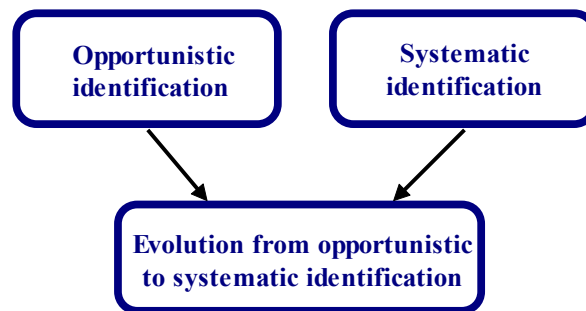 Opportunistic
identification
Systematic
identification
Evolution from opportunistic
to systematic identification